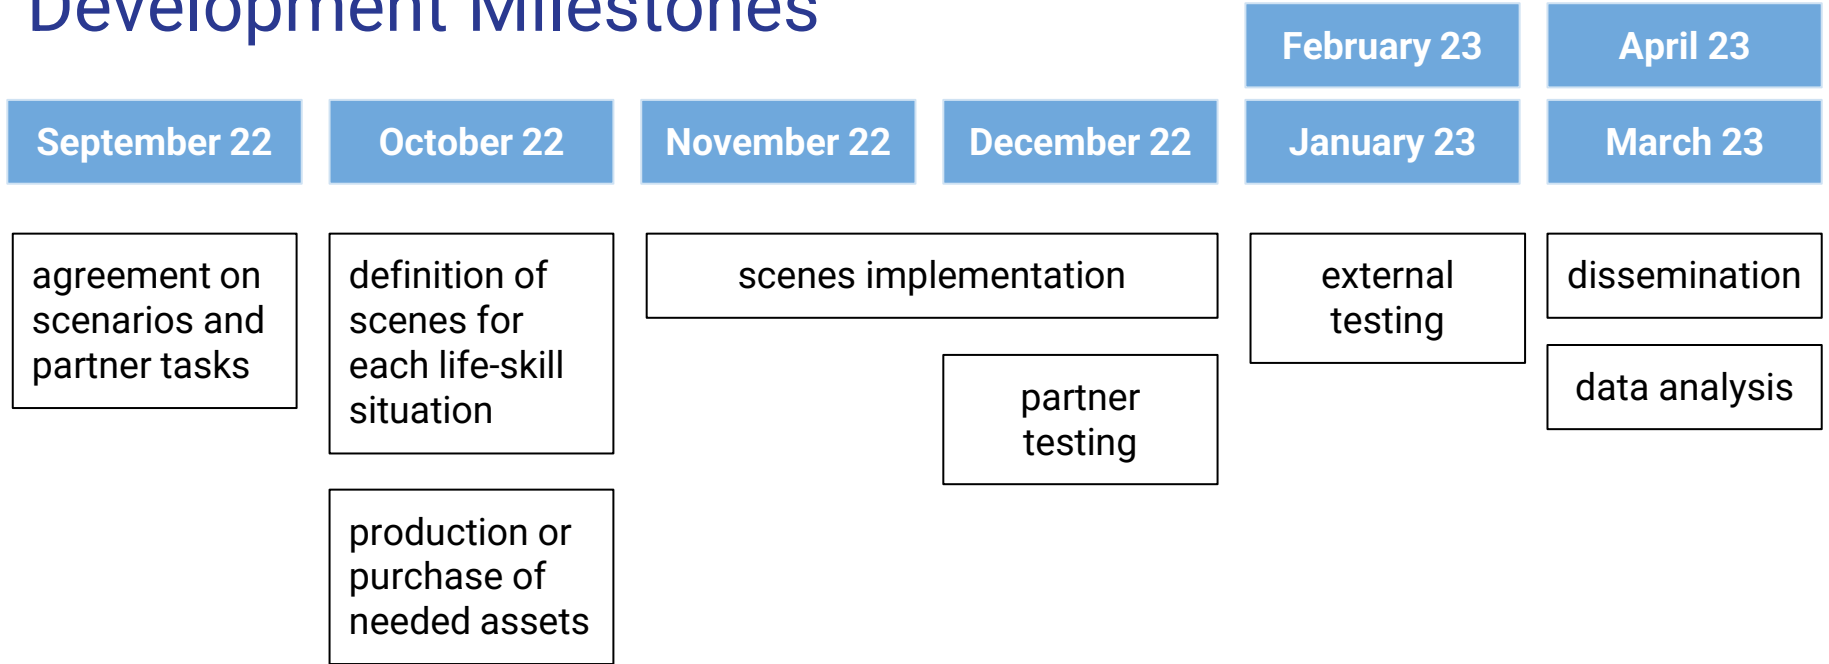 Development Milestones
February 23
April 23
September 22
October 22
November 22
December 22
January 23
March 23
agreement on
scenarios and
partner tasks
definition of
scenes for
each life-skill
situation
production or
purchase of
needed assets
scenes implementation
partner
testing
external
testing
dissemination
data analysis